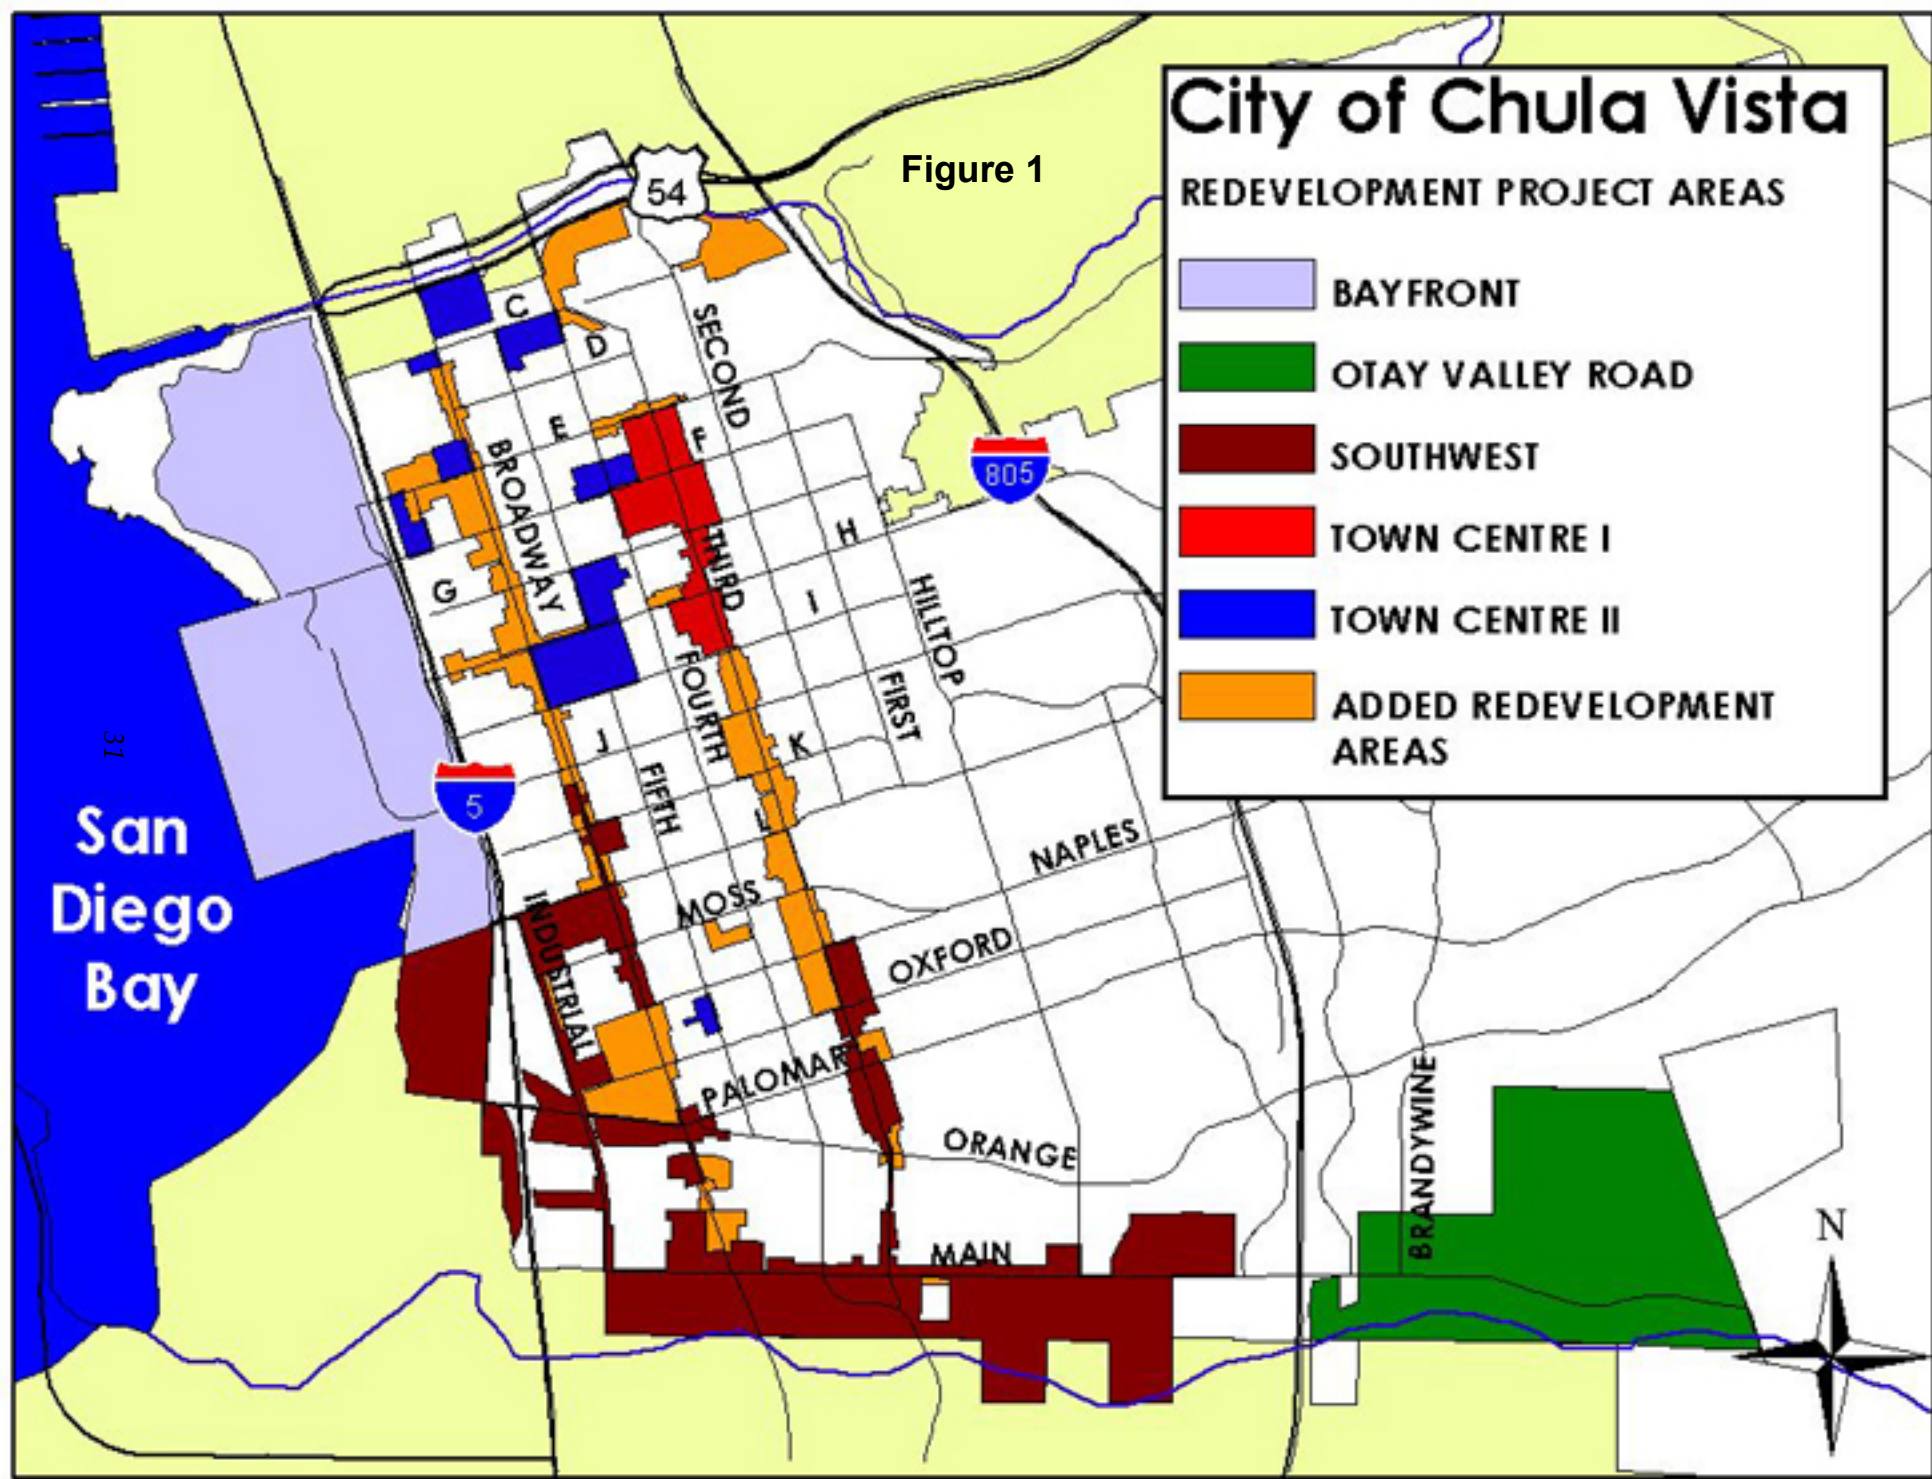 City of Chula Vista
Figure 1
REDEVELOPMENT PROJECT AREAS
BAYFRONT
OTAY VALLEY ROAD
SOUTHWEST
TOWN CENTRE I
TOWN CENTRE II
ADDED REDEVELOPMENT
AREAS
54
C
D
SECOND
E
F
BROADWAY
805
H
THIRD
G
I
HILLTOP
FOURTH
FIRST
31
J
K
FIFTH
5
L
San
Diego
Bay
NAPLES
MOSS
INDUSTRIAL
OXFORD
PALOMAR
ORANGE
BRANDYWINE
MAIN
N